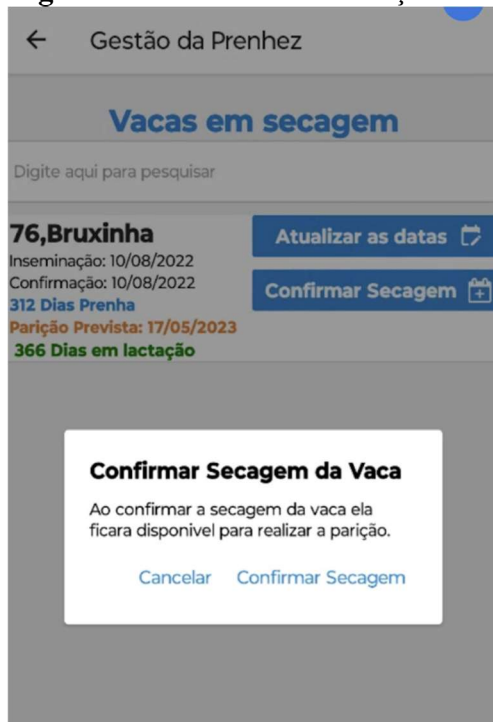 Gestão da Prenhez
Vacas em secagem
Digite aqui para pesquisar
76,Bruxinha
Inseminação: 10/08/2022
Confirmação: 10/08/2022
312 Dias Prenha
Parição Prevista: 17/05/2023
366 Dias em lactação
Atualizar as datas
Confirmar Secagem
Confirmar Secagem da Vaca
Ao confirmar a secagem da vaca ela
ficara disponivel para realizar a parição.
Cancelar Confirmar Secagem